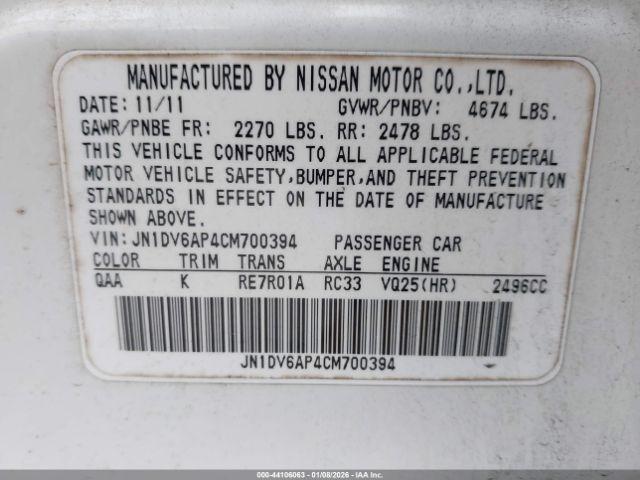 MANUFACTURED BY NISSAN MOTOR CO.,LTD.
DATE: 11/11 GVWR/PNBV: 4674 LBS.
GAWR/PNBE FR: 2270 LBS. RR: 2478 LBS.
THIS VEHICLE CONFORMS TO ALL APPLICABLE FEDERAL
MOTOR VEHICLE SAFETY,BUMPER,AND THEFT PREVENTION
STANDARDS IN EFFECT ON THE DATE OF MANUFACTURE
SHOWN ABOVE.
VIN:JN1DV6AP4CM700394 PASSENGER CAR
COLOR TRIM TRANS AXLE ENGINE
QAA K RE7R01A RC33 VQ25(HR) 2496CC
JN1DV6AP4CM700394
000-44106063 - 01/08/2026 - IAAI.COM